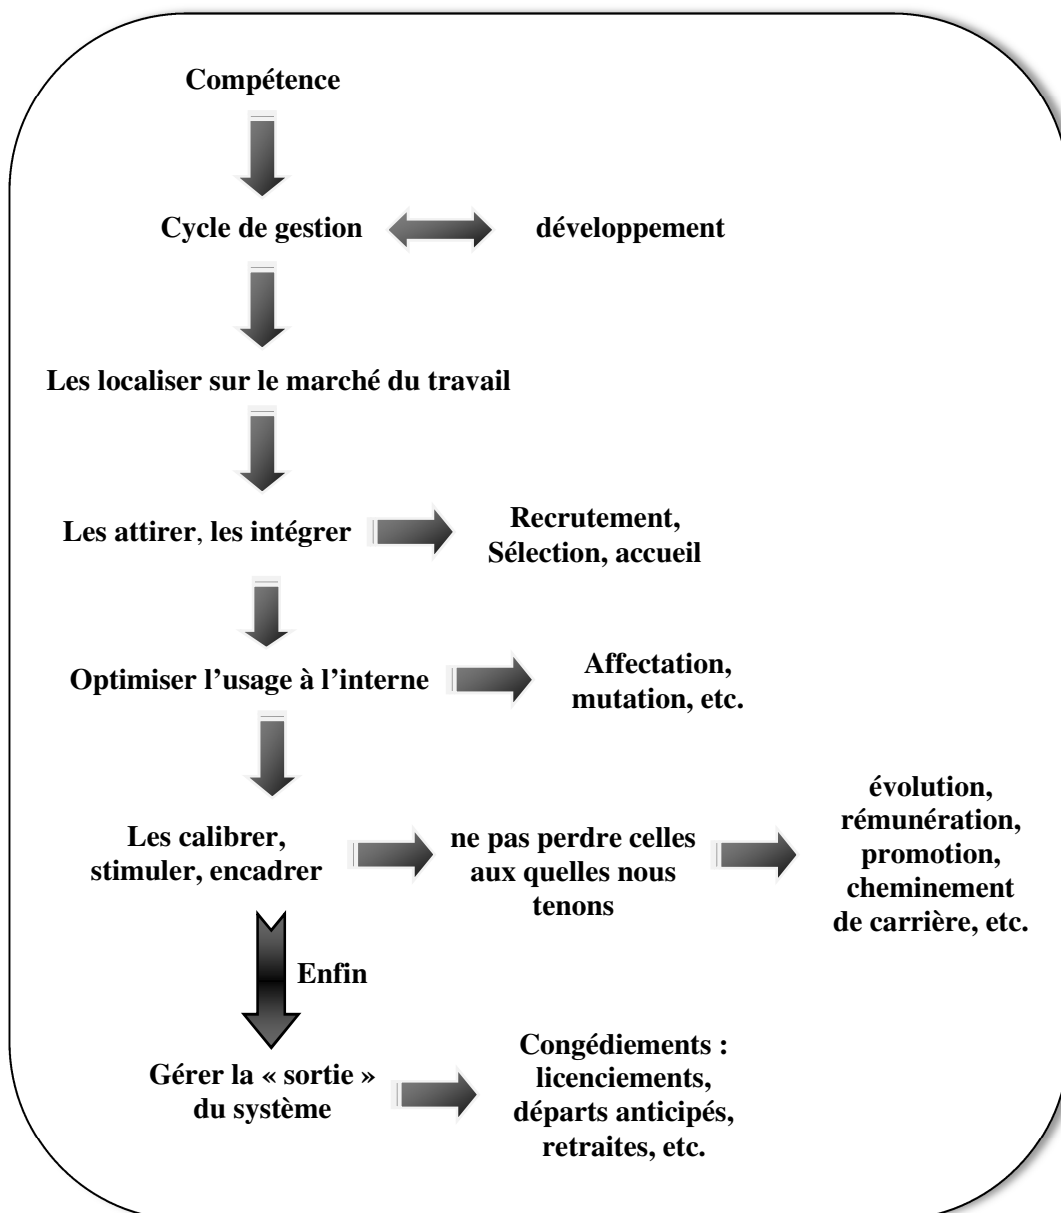 Compétence
Cycle de gestion
développement
Les localiser sur le marché du travail
Les attirer, les intégrer
Recrutement,
Sélection, accueil
Optimiser l’usage à l’interne
Affectation,
mutation, etc.
Les calibrer,
stimuler, encadrer
ne pas perdre celles
aux quelles nous
tenons
évolution,
rémunération,
promotion,
cheminement
de carrière, etc.
Enfin
Gérer la « sortie »
du système
Congédiements :
licenciements,
départs anticipés,
retraites, etc.